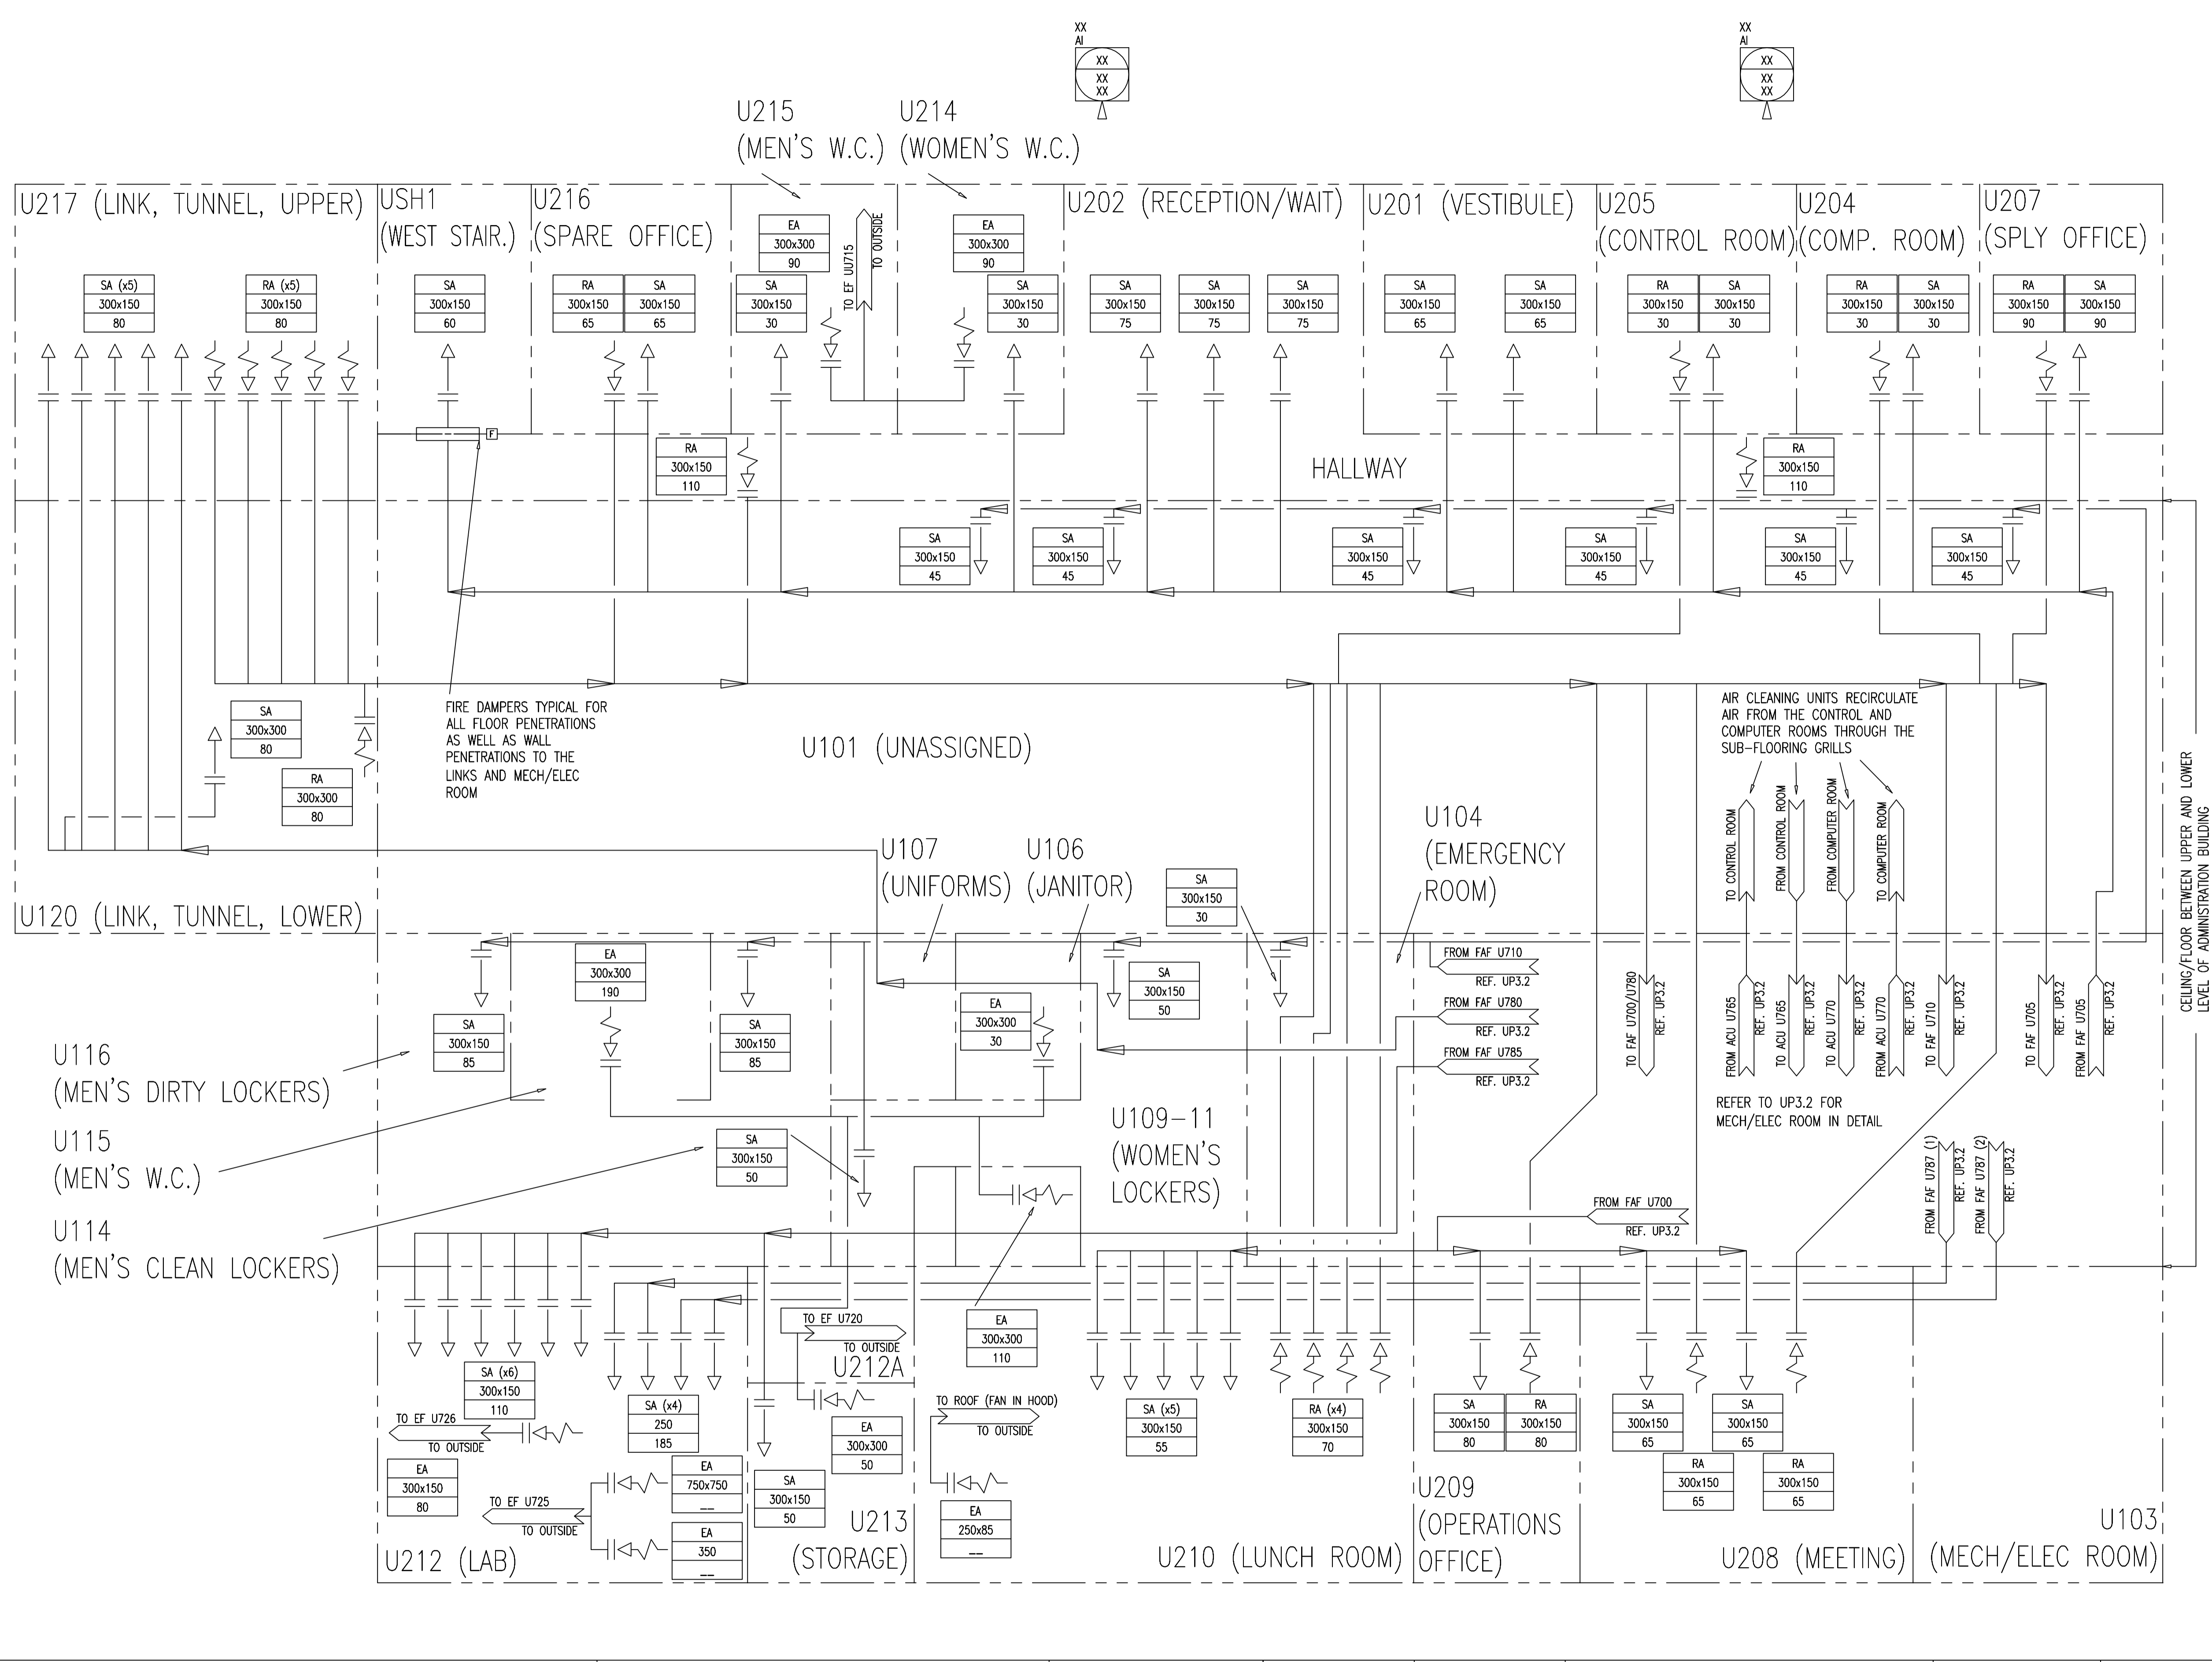 XX
AI
XX
XX
XX
XX
AI
XX
XX
XX
U215
(MEN'S W.C.)
U214
(WOMEN'S W.C.)
U217 (LINK, TUNNEL, UPPER)
USH1
(WEST STAIR.)
U216
(SPARE OFFICE)
U202 (RECEPTION/WAIT)
U201 (VESTIBULE)
U205
(CONTROL ROOM)
U204
(COMP. ROOM)
U207
(SPLY OFFICE)
EA
300x300
90
TO EF UU715
TO OUTSIDE
EA
300x300
90
SA (x5)
300x150
80
RA (x5)
300x150
80
SA
300x150
60
RA
300x150
65
SA
300x150
65
SA
300x150
30
SA
300x150
30
SA
300x150
75
SA
300x150
75
SA
300x150
75
SA
300x150
65
SA
300x150
65
RA
300x150
30
SA
300x150
30
RA
300x150
30
SA
300x150
30
RA
300x150
90
SA
300x150
90
F
RA
300x150
110
HALLWAY
RA
300x150
110
SA
300x150
45
SA
300x150
45
SA
300x150
45
SA
300x150
45
SA
300x150
45
SA
300x150
45
SA
300x300
80
RA
300x300
80
FIRE DAMPERS TYPICAL FOR
ALL FLOOR PENETRATIONS
AS WELL AS WALL
PENETRATIONS TO THE
LINKS AND MECH/ELEC
ROOM
U101 (UNASSIGNED)
AIR CLEANING UNITS RECIRCULATE
AIR FROM THE CONTROL AND
COMPUTER ROOMS THROUGH THE
SUB-FLOORING GRILLS
TO CONTROL ROOM
FROM CONTROL ROOM
FROM COMPUTER ROOM
TO COMPUTER ROOM
CEILING/FLOOR BETWEEN UPPER AND LOWER
LEVEL OF ADMINISTRATION BUILDING
U107
(UNIFORMS)
U106
(JANITOR)
SA
300x150
30
U104
(EMERGENCY
ROOM)
U120 (LINK, TUNNEL, LOWER)
EA
300x300
190
SA
300x150
85
SA
300x150
85
EA
300x300
30
SA
300x150
50
FROM FAF U710
REF. UP3.2
FROM FAF U780
REF. UP3.2
FROM FAF U785
REF. UP3.2
TO FAF U700/U780
REF. UP3.2
FROM ACU U765
REF. UP3.2
TO ACU U765
REF. UP3.2
TO ACU U770
REF. UP3.2
FROM ACU U770
REF. UP3.2
TO FAF U710
REF. UP3.2
TO FAF U705
REF. UP3.2
FROM FAF U705
REF. UP3.2
REFER TO UP3.2 FOR
MECH/ELEC ROOM IN DETAIL
U116
(MEN'S DIRTY LOCKERS)
U115
(MEN'S W.C.)
U114
(MEN'S CLEAN LOCKERS)
SA
300x150
50
U109-11
(WOMEN'S
LOCKERS)
FROM FAF U700
REF. UP3.2
FROM FAF U787 (1)
REF. UP3.2
FROM FAF U787 (2)
REF. UP3.2
TO EF U720
TO OUTSIDE
U212A
EA
300x300
110
SA (x6)
300x150
110
SA (x4)
250
185
TO EF U726
TO OUTSIDE
EA
300x150
80
TO EF U725
TO OUTSIDE
EA
750x750
--
EA
350
--
U212 (LAB)
SA
300x150
50
EA
300x300
50
U213
(STORAGE)
TO ROOF (FAN IN HOOD)
TO OUTSIDE
EA
250x85
--
SA (x5)
300x150
55
RA (x4)
300x150
70
U210 (LUNCH ROOM)
SA
300x150
80
RA
300x150
80
U209
(OPERATIONS
OFFICE)
SA
300x150
65
SA
300x150
65
RA
300x150
65
RA
300x150
65
U208 (MEETING)
U103
(MECH/ELEC ROOM)